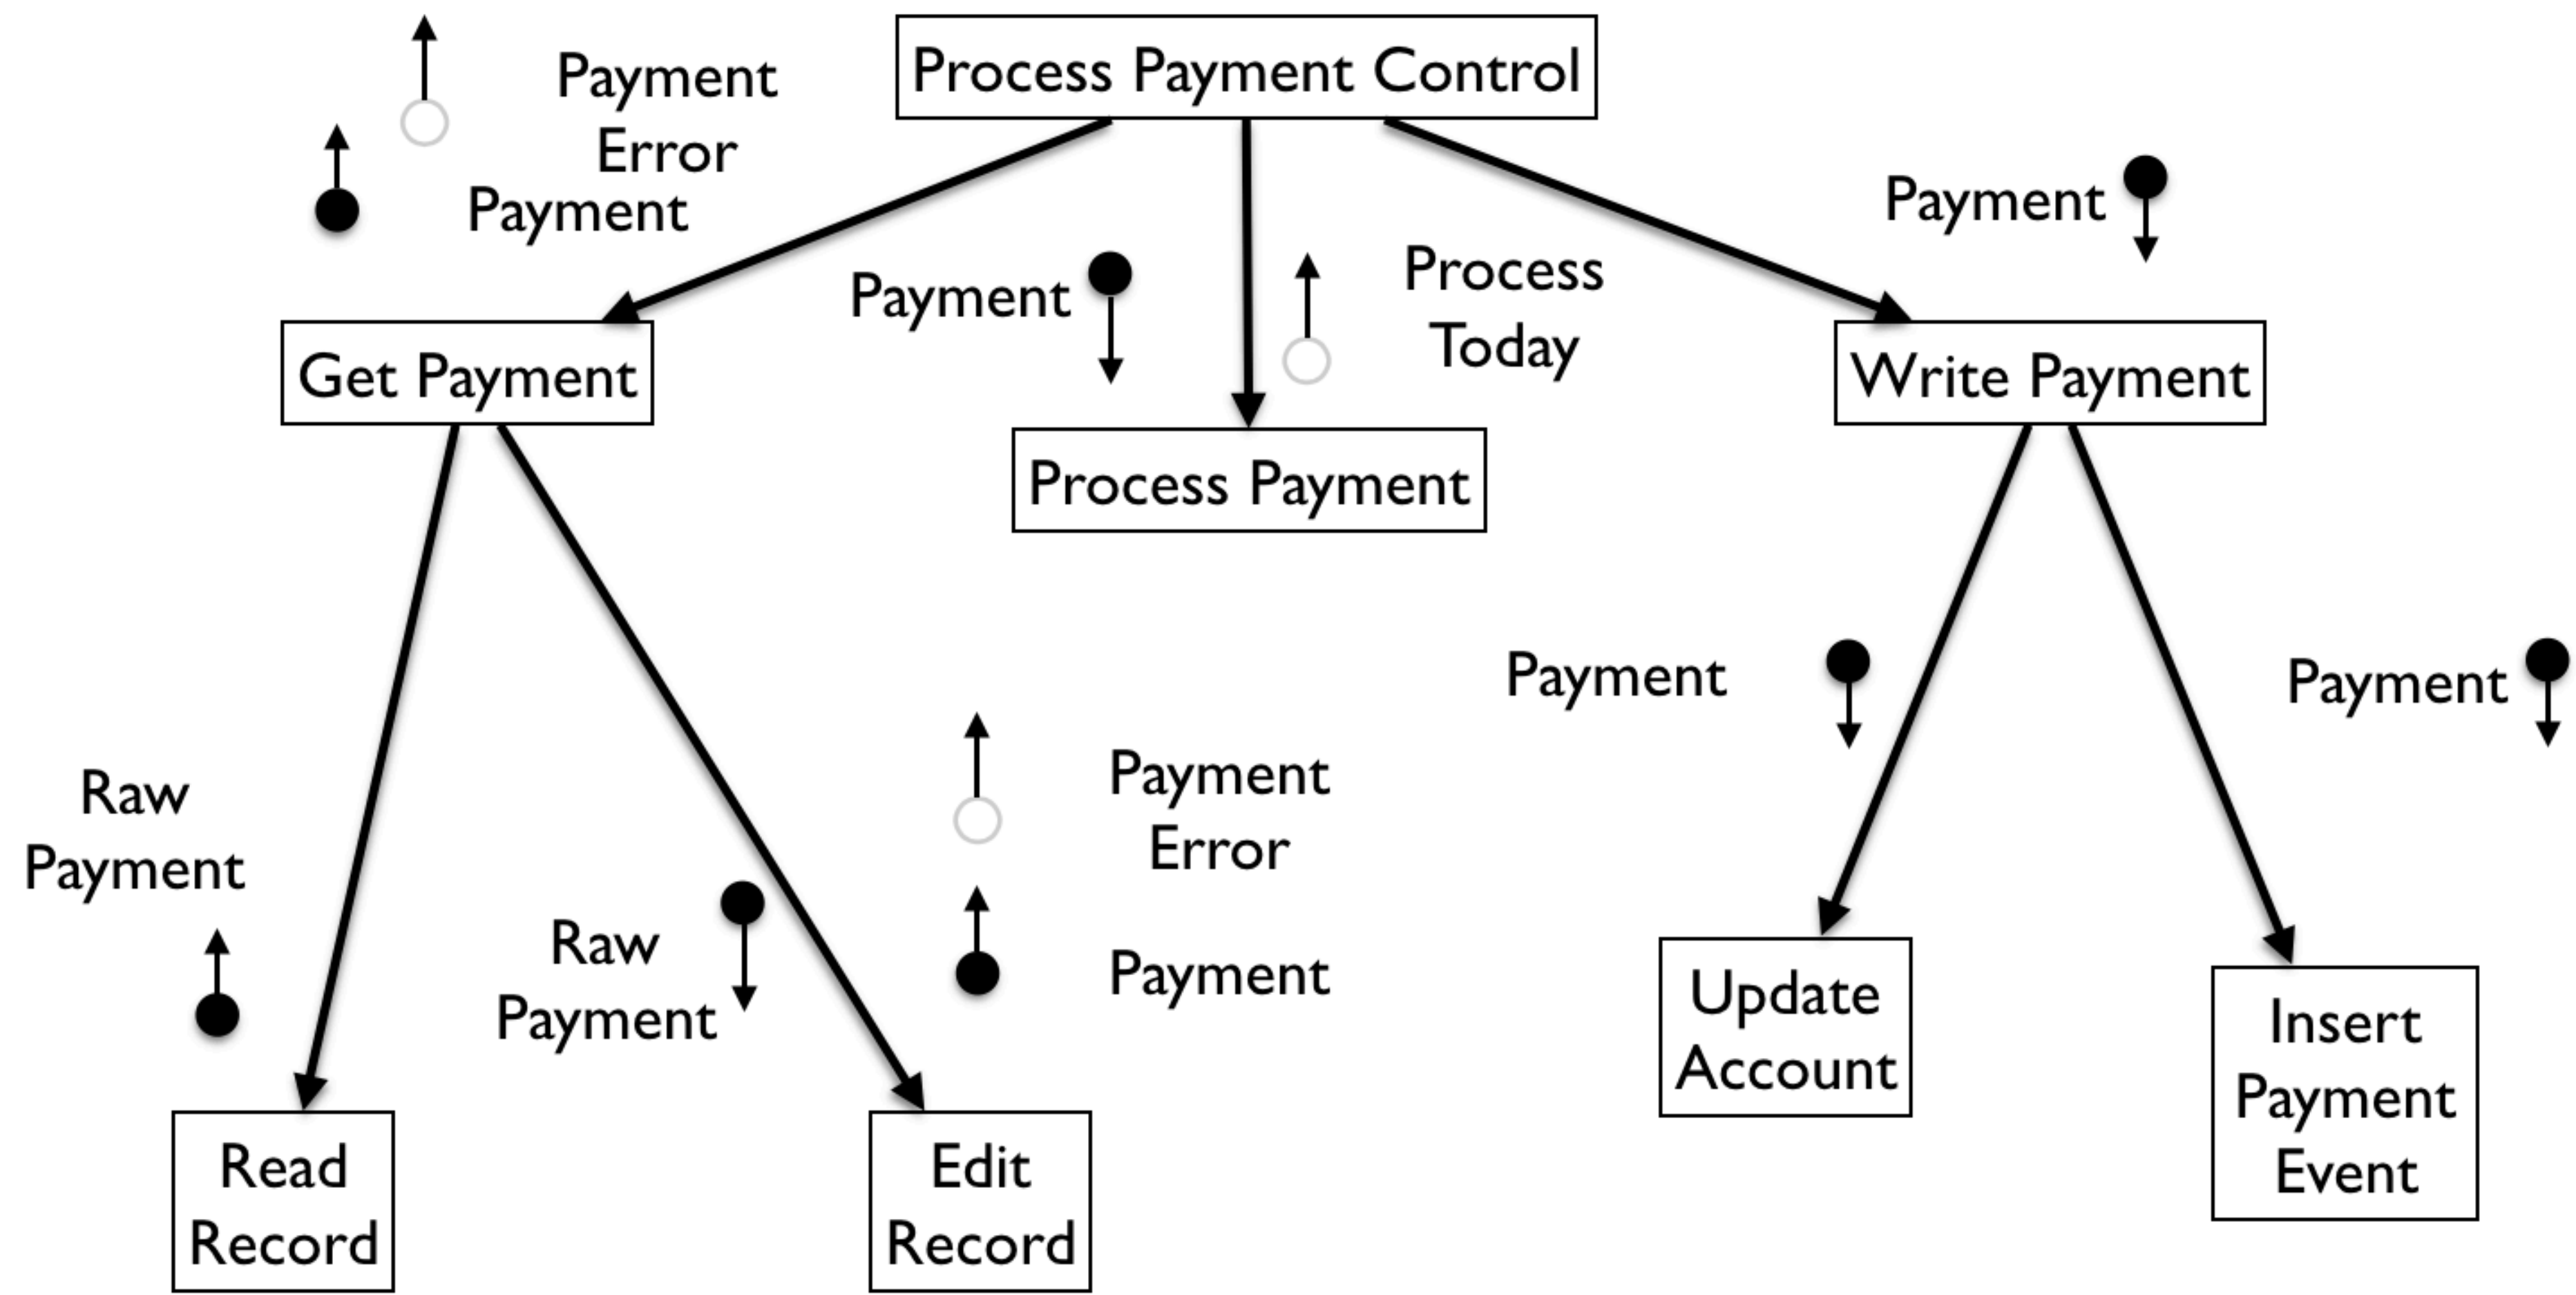 Process Payment Control
Payment
Error
Payment
Payment
Payment
Process
Today
Get Payment
Write Payment
Process Payment
Payment
Payment
Raw
Payment
Payment
Error
Raw
Payment
Payment
Update
Account
Insert
Payment
Event
Read
Record
Edit
Record